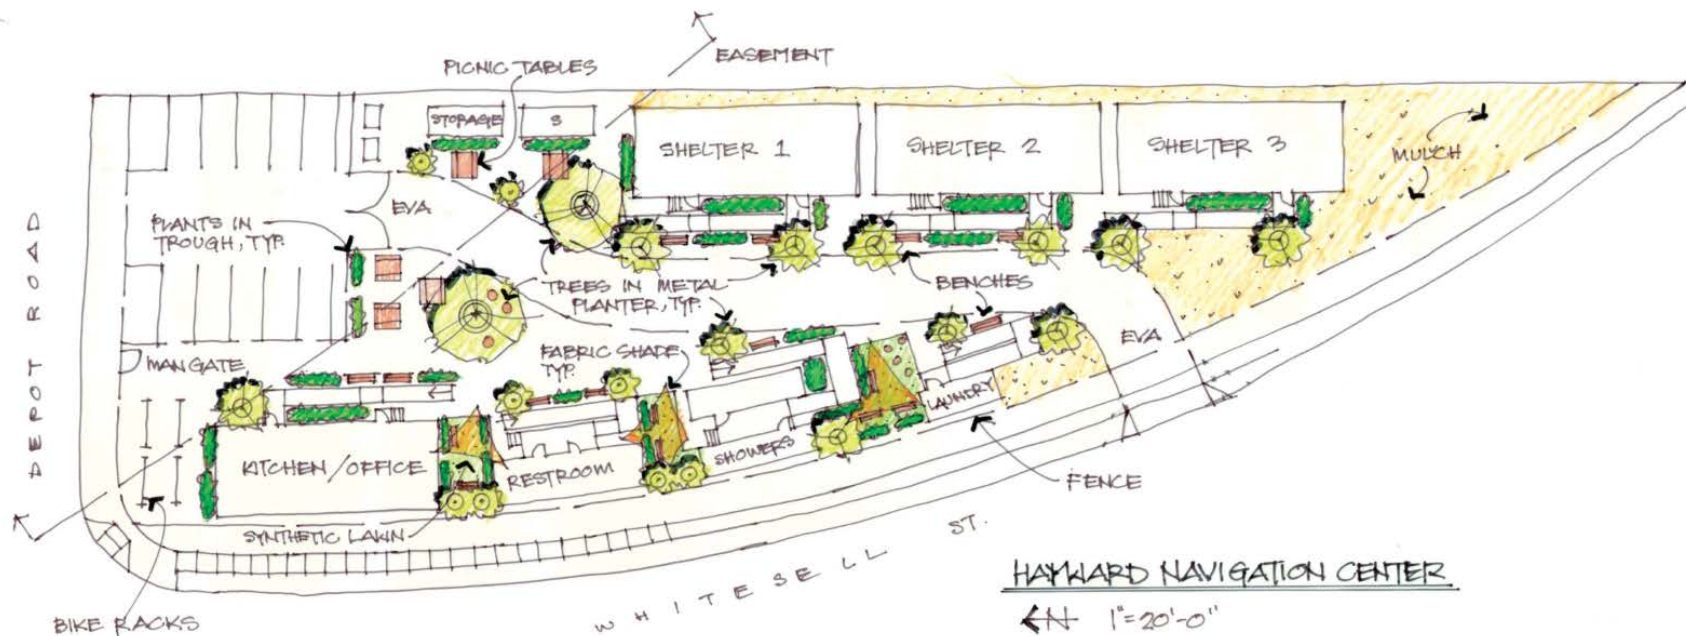 EASEMENT
PICNIC TABLES
STORAGE
S
SHELTER 1
SHELTER 2
SHELTER 3
MULCH
EVA
PLANTS IN
TROUGH, TYP.
DEPOT ROAD
TREES IN METAL
PLANTER, TYP.
BENCHES
EVA
MAN GATE
FABRIC SHADE
TYP.
LAUNDRY
KITCHEN/OFFICE
RESTROOM
SHOWERS
FENCE
SYNTHETIC LAWN
WHITESELL ST.
BIKE RACKS
HAYWARD NAVIGATION CENTER
N 1"=20'-0"